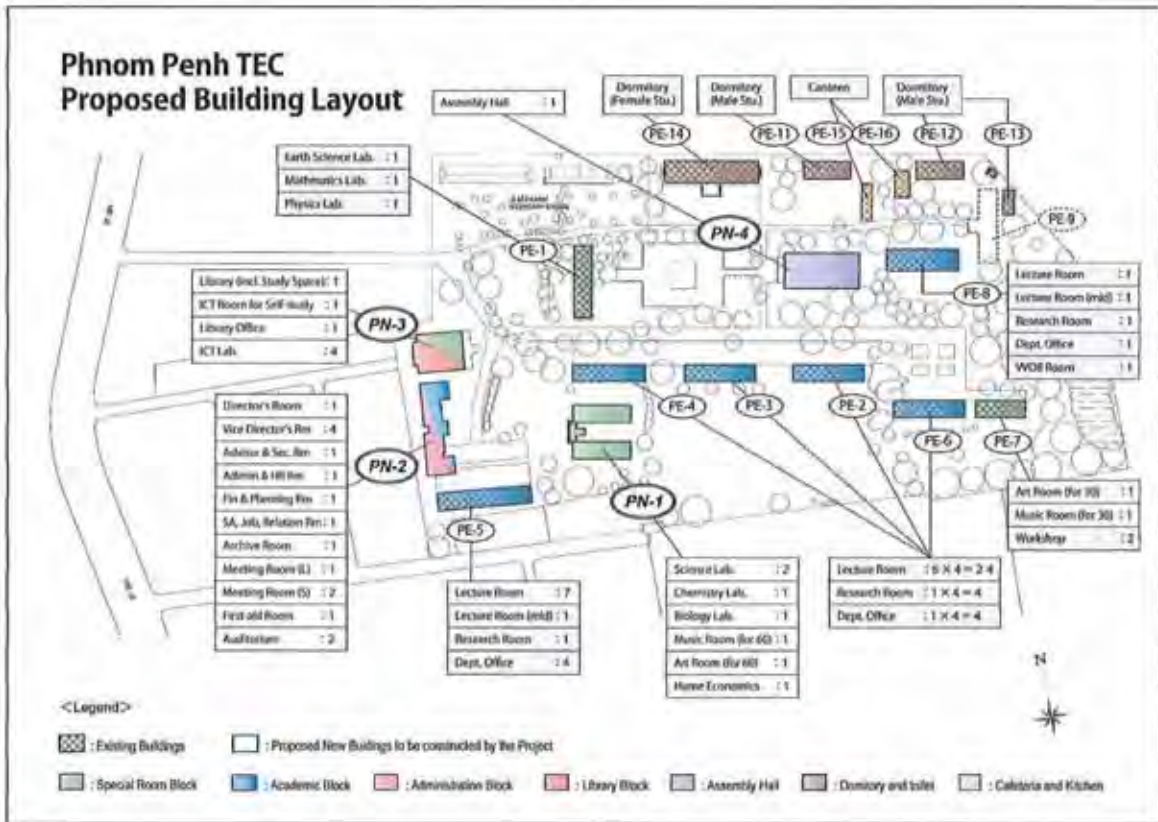 Phnom Penh TEC
Proposed Building Layout
Assembly Hall : 1
Dormitory
(Female Stu.)
Dormitory
(Male Stu.)
Canteen
Dormitory
(Male Stu.)
PE-14
PE-11
PE-15
PE-16
PE-12
PE-13
Earth Science Lab. : 1
Mathmatics Lab. : 1
Physics Lab. : 1
PE-1
PN-4
PE-9
PE-8
Library (incl. Study Space) : 1
ICT Room for Self-study : 1
Library Office : 1
ICT Lab. : 4
PN-3
Lecture Room : 1
Lecture Room (mld) : 1
Research Room : 1
Dept. Office : 1
: 1
PE-4
PE-3
PE-2
PE-6
PE-7
Director's Room : 1
Vice Director's Rm : 4
Advisor & Sec. Rm : 1
Admin & HR Rm
Fin & Planning Rm : 1
SA, Job, Relation Rm : 1
Archive Room : 1
Meeting Room (L) : 1
Meeting Room (S) : 2
First-aid Room : 1
Auditorium : 2
PN-2
PN-1
PE-5
Art Room (for 30) : 1
Music Room (for 30) : 1
Workshop : 2
Lecture Room : 7
Lecture Room (mld) : 1
Research Room : 1
Dept. Office : 4
Science Lab. : 2
Chemistry Lab. : 1
Biology Lab. : 1
Music Room (for 60) : 1
Art Room (for 60) : 1
Home Economics : 1
Lecture Room : 6 × 4 = 2 4
Research Room : 1 × 4 = 4
Dept. Office : 1 × 4 = 4
N
<Legend>
: Existing Buildings
: Proposed New Buidings to be constructed by the Project
: Special Room Block
: Academic Block
: Administration Block
: Library Block
: Assembly Hall
: Domitory and toilet
: Cafeteria and Kitchen